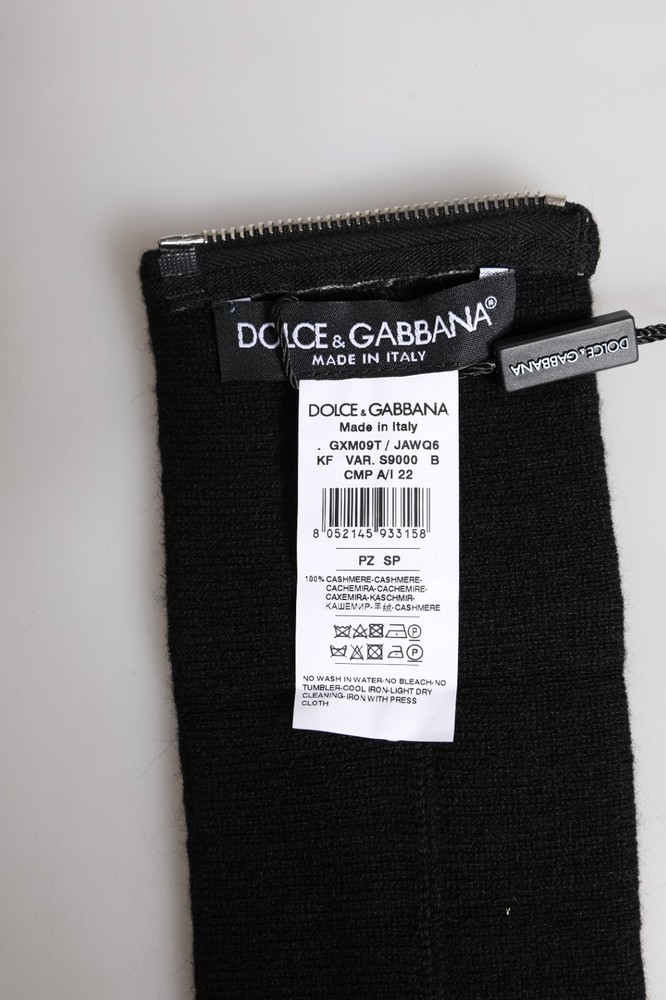 DOLCE & GABBANA®
MADE IN ITALY
DOLCE&GABBANA
DOLCE & GABBANA
Made in Italy
. GXM09T / JAWQ6
KF VAR. S9000 B
CMP A/I 22
8 052145 933158
PZ SP
100% CASHMERE-CASHMERE-
CACHEMIRA-CACHEMIRE-
CAXEMIRA-KASCHMIR-
КАШЕМИР-羊绒-CASHMERE
NO WASH IN WATER-NO BLEACH-NO
TUMBLER-COOL IRON-LIGHT DRY
CLEANING-IRON WITH PRESS
CLOTH